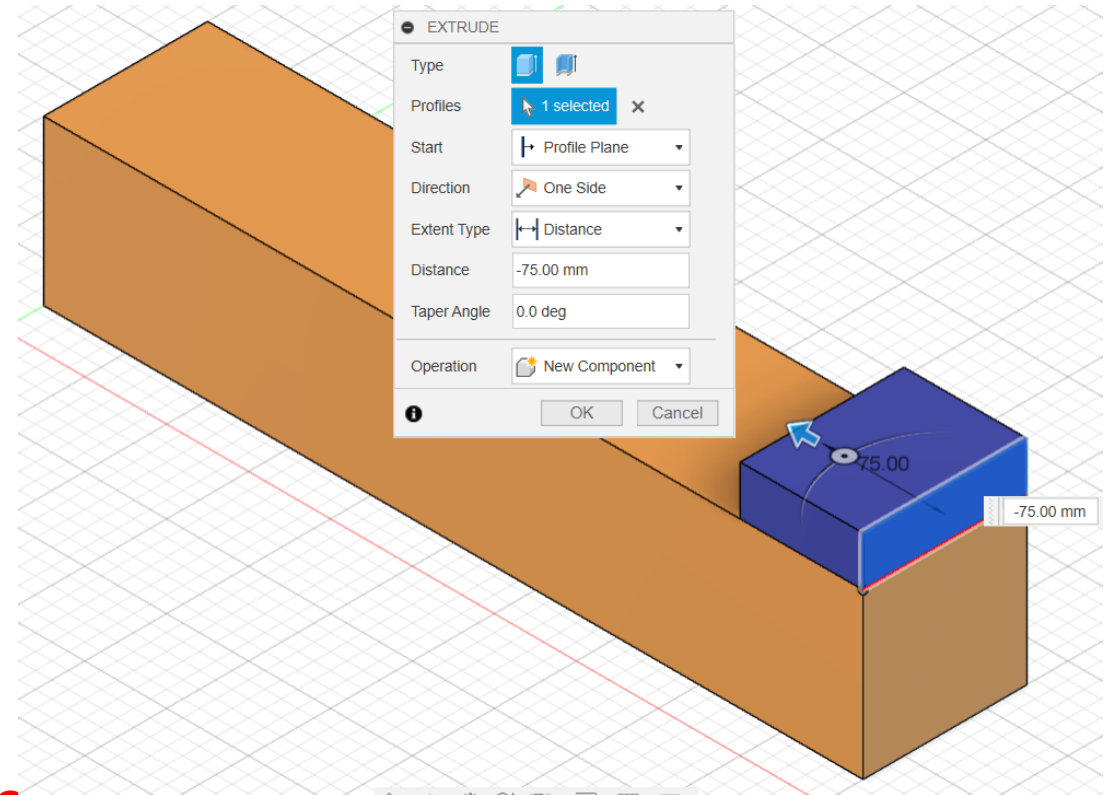 EXTRUDE
Type
Profiles 1 selected
Start Profile Plane
Direction One Side
Extent Type Distance
Distance -75.00 mm
Taper Angle 0.0 deg
Operation New Component
OK Cancel
75.00
-75.00 mm